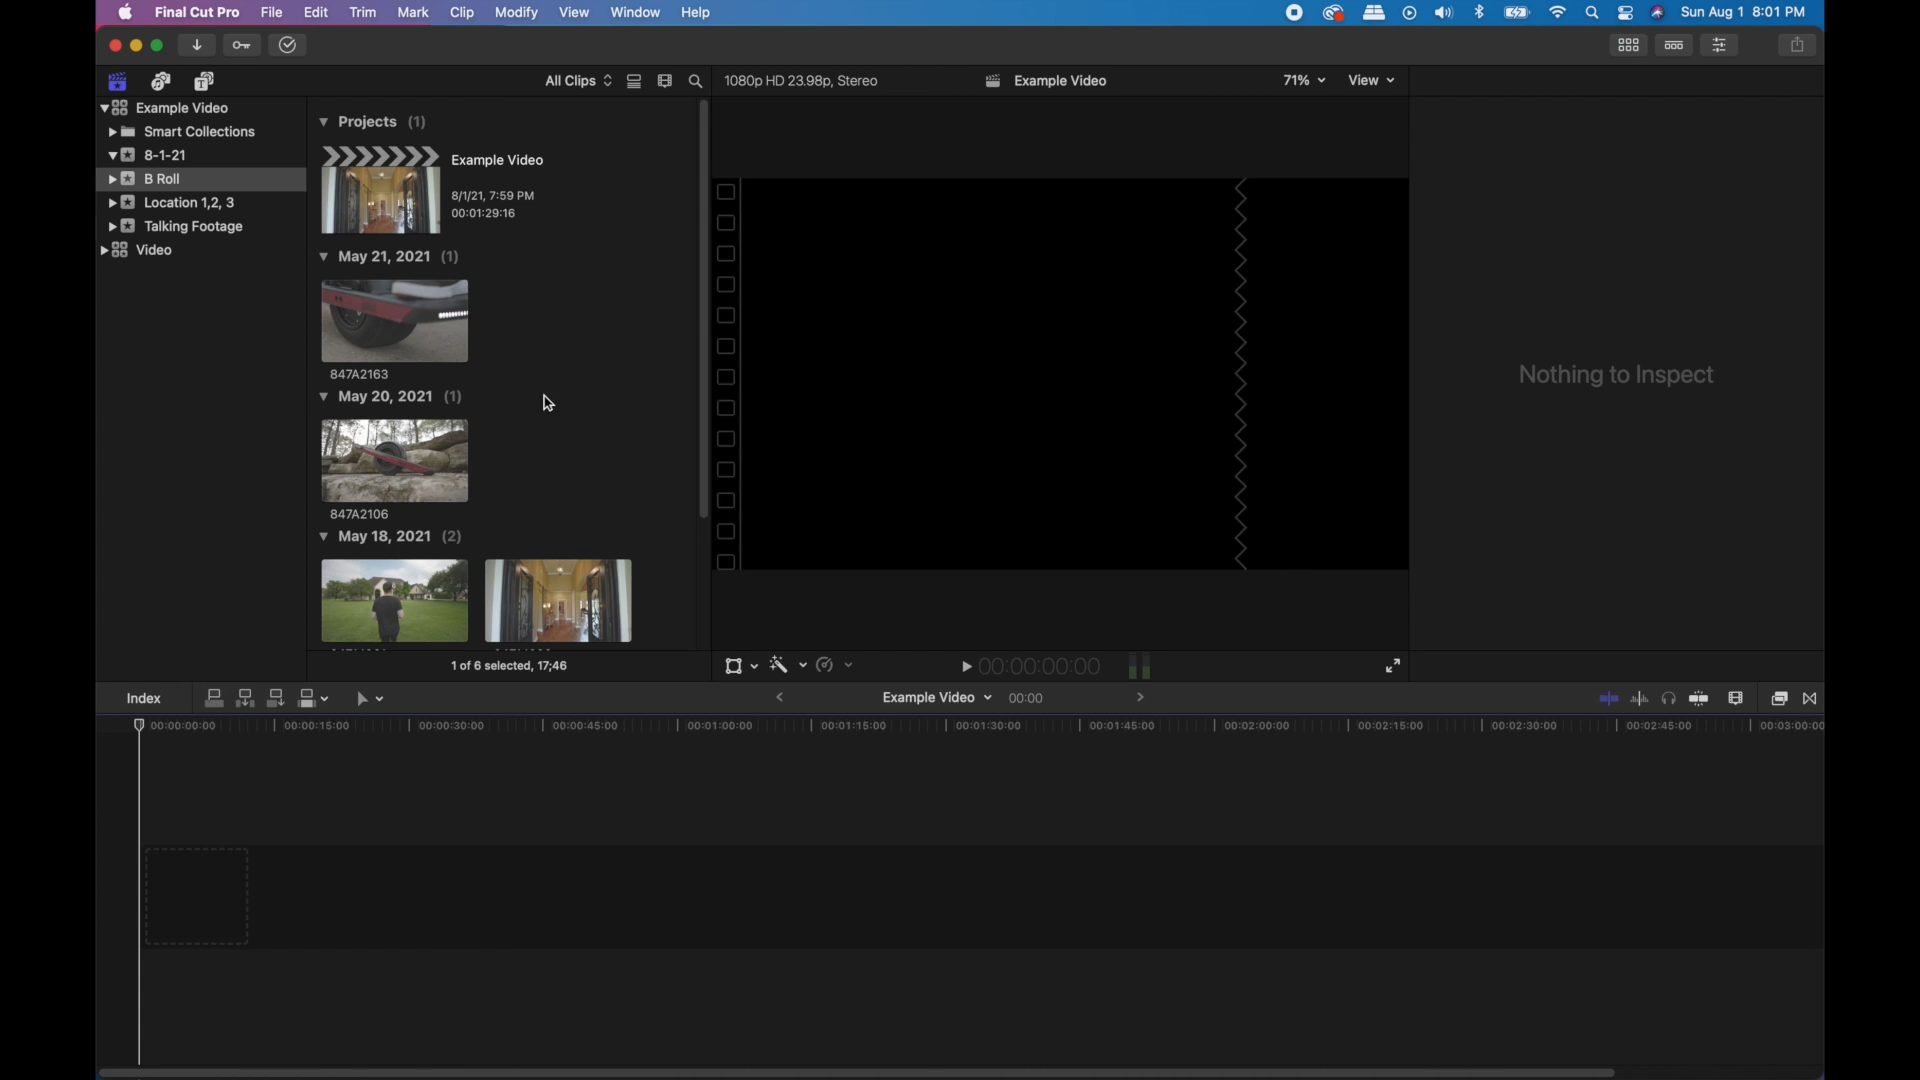 Final Cut Pro File Edit Trim Mark Clip Modify View Window Help
Sun Aug 1 8:01 PM
All Clips
1080p HD 23.98p, Stereo
Example Video
71%
View
Example Video
Smart Collections
8-1-21
B Roll
Location 1,2, 3
Talking Footage
Video
Projects (1)
Example Video
8/1/21, 7:59 PM
00:01:29:16
May 21, 2021 (1)
847A2163
May 20, 2021 (1)
847A2106
May 18, 2021 (2)
1 of 6 selected, 17;46
Nothing to Inspect
00:00:00:00
Index
Example Video
00:00
00:00:00:00 00:00:15:00 00:00:30:00 00:00:45:00 00:01:00:00 00:01:15:00 00:01:30:00 00:01:45:00 00:02:00:00 00:02:15:00 00:02:30:00 00:02:45:00 00:03:00:00